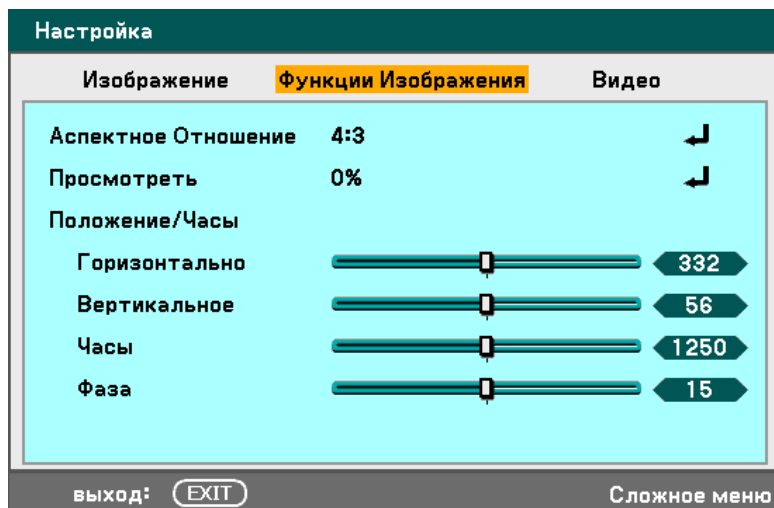 Настройка
Изображение Функции Изображения Видео
Аспектное Отношение 4:3
Просмотреть 0%
Положение/Часы
Горизонтально 332
Вертикальное 56
Часы 1250
Фаза 15
выход: EXIT Сложное меню